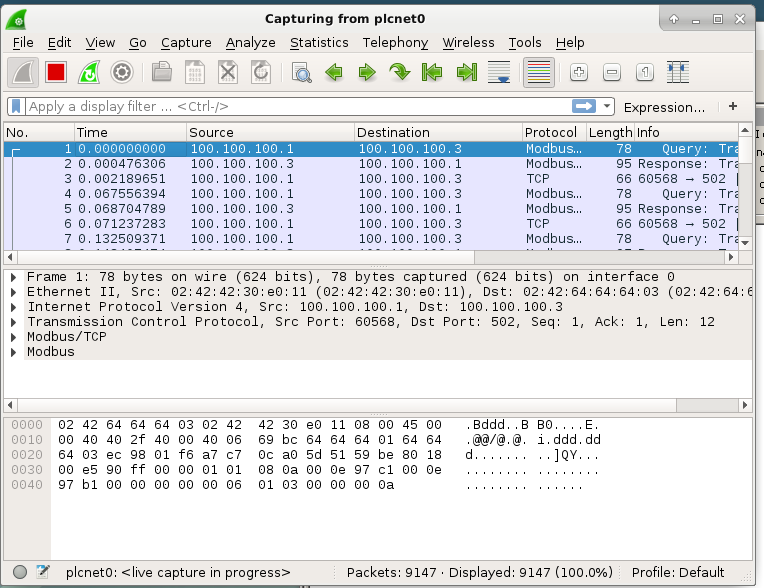 Capturing from plcnet0
File Edit View Go Capture Analyze Statistics Telephony Wireless Tools Help
Apply a display filter ... <Ctrl-/> Expression... +
No. Time Source Destination Protocol Length Info
1 0.000000000 100.100.100.1 100.100.100.3 Modbus... 78 Query: Tra
2 0.000476306 100.100.100.3 100.100.100.1 Modbus... 95 Response: Tra
3 0.002189651 100.100.100.1 100.100.100.3 TCP 66 60568 → 502 [
4 0.067556394 100.100.100.1 100.100.100.3 Modbus... 78 Query: Tra
5 0.068704789 100.100.100.3 100.100.100.1 Modbus... 95 Response: Tra
6 0.071237283 100.100.100.1 100.100.100.3 TCP 66 60568 → 502 [
7 0.132509371 100.100.100.1 100.100.100.3 Modbus... 78 Query: Tra
Frame 1: 78 bytes on wire (624 bits), 78 bytes captured (624 bits) on interface 0
Ethernet II, Src: 02:42:42:30:e0:11 (02:42:42:30:e0:11), Dst: 02:42:64:64:64:03 (02:42:64:6
Internet Protocol Version 4, Src: 100.100.100.1, Dst: 100.100.100.3
Transmission Control Protocol, Src Port: 60568, Dst Port: 502, Seq: 1, Ack: 1, Len: 12
Modbus/TCP
Modbus
0000 02 42 64 64 64 03 02 42 42 30 e0 11 08 00 45 00 .Bddd..B B0....E.
0010 00 40 40 2f 40 00 40 06 69 bc 64 64 64 01 64 64 .@@/@.@. i.ddd.dd
0020 64 03 ec 98 01 f6 a7 c7 0c a0 5d 51 59 be 80 18 d....... ..]QY...
0030 00 e5 90 ff 00 00 01 01 08 0a 00 0e 97 c1 00 0e ........ ........
0040 97 b1 00 00 00 00 00 06 01 03 00 00 00 0a ........ ......
plcnet0: <live capture in progress> Packets: 9147 · Displayed: 9147 (100.0%) Profile: Default